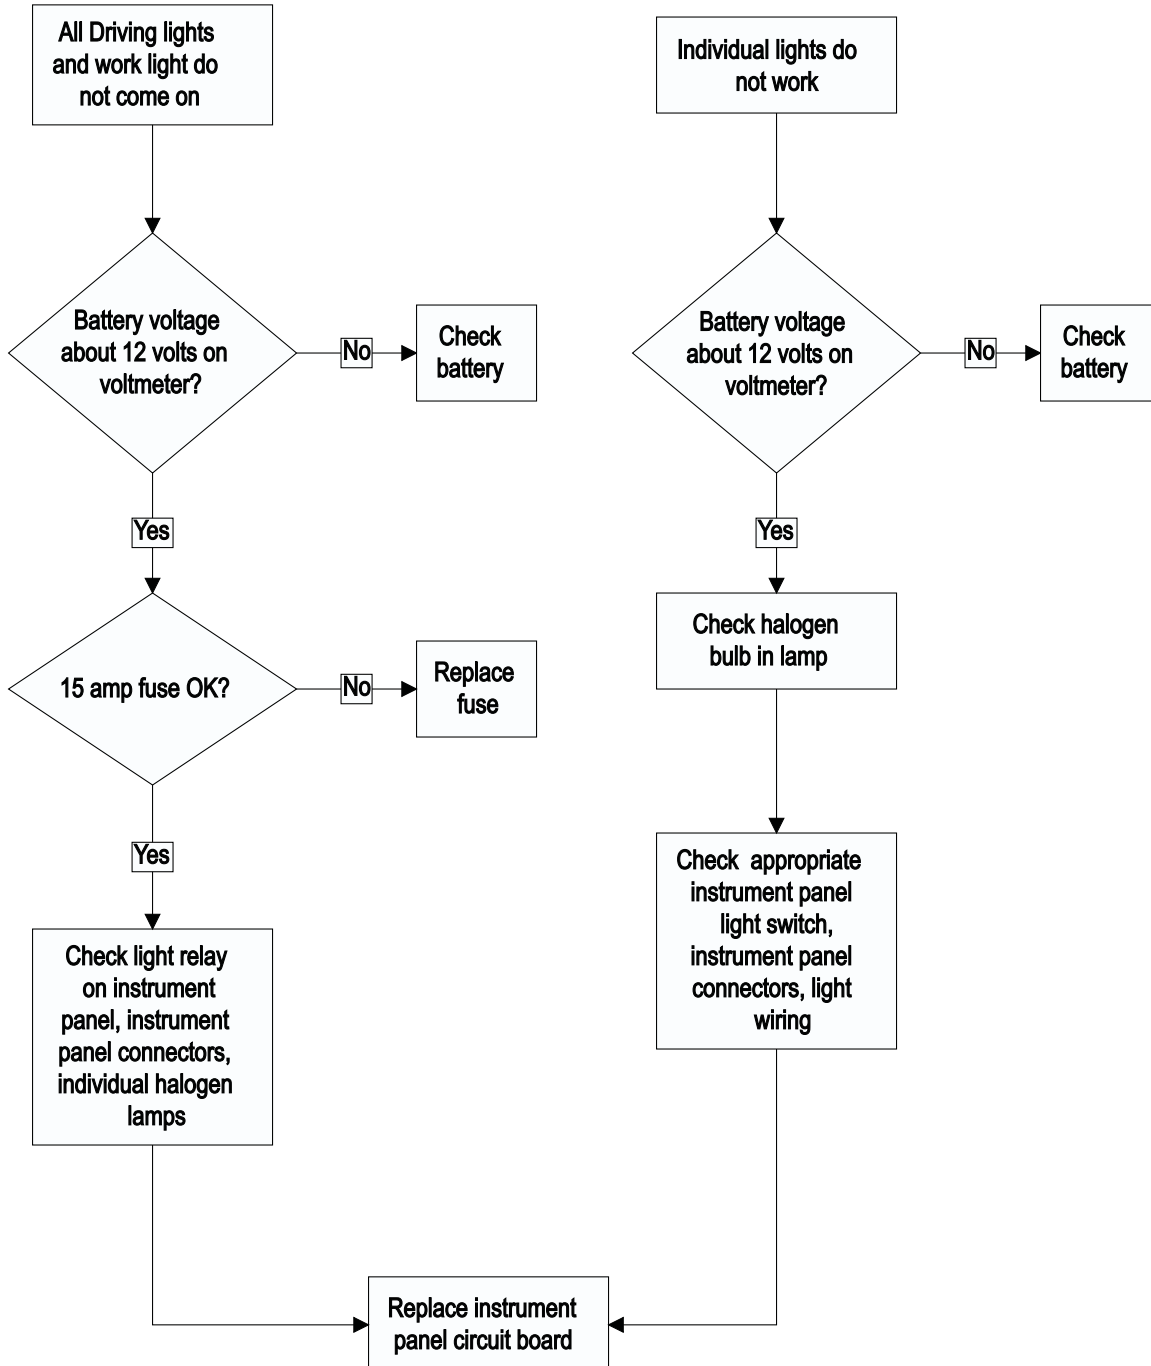 All Driving lights
and work light do
not come on
Individual lights do
not work
Battery voltage
about 12 volts on
voltmeter?
No
Check
battery
Battery voltage
about 12 volts on
voltmeter?
No
Check
battery
Yes
Yes
15 amp fuse OK?
No
Replace
fuse
Check halogen
bulb in lamp
Yes
Check appropriate
instrument panel
light switch,
instrument panel
connectors, light
wiring
Check light relay
on instrument
panel, instrument
panel connectors,
individual halogen
lamps
Replace instrument
panel circuit board